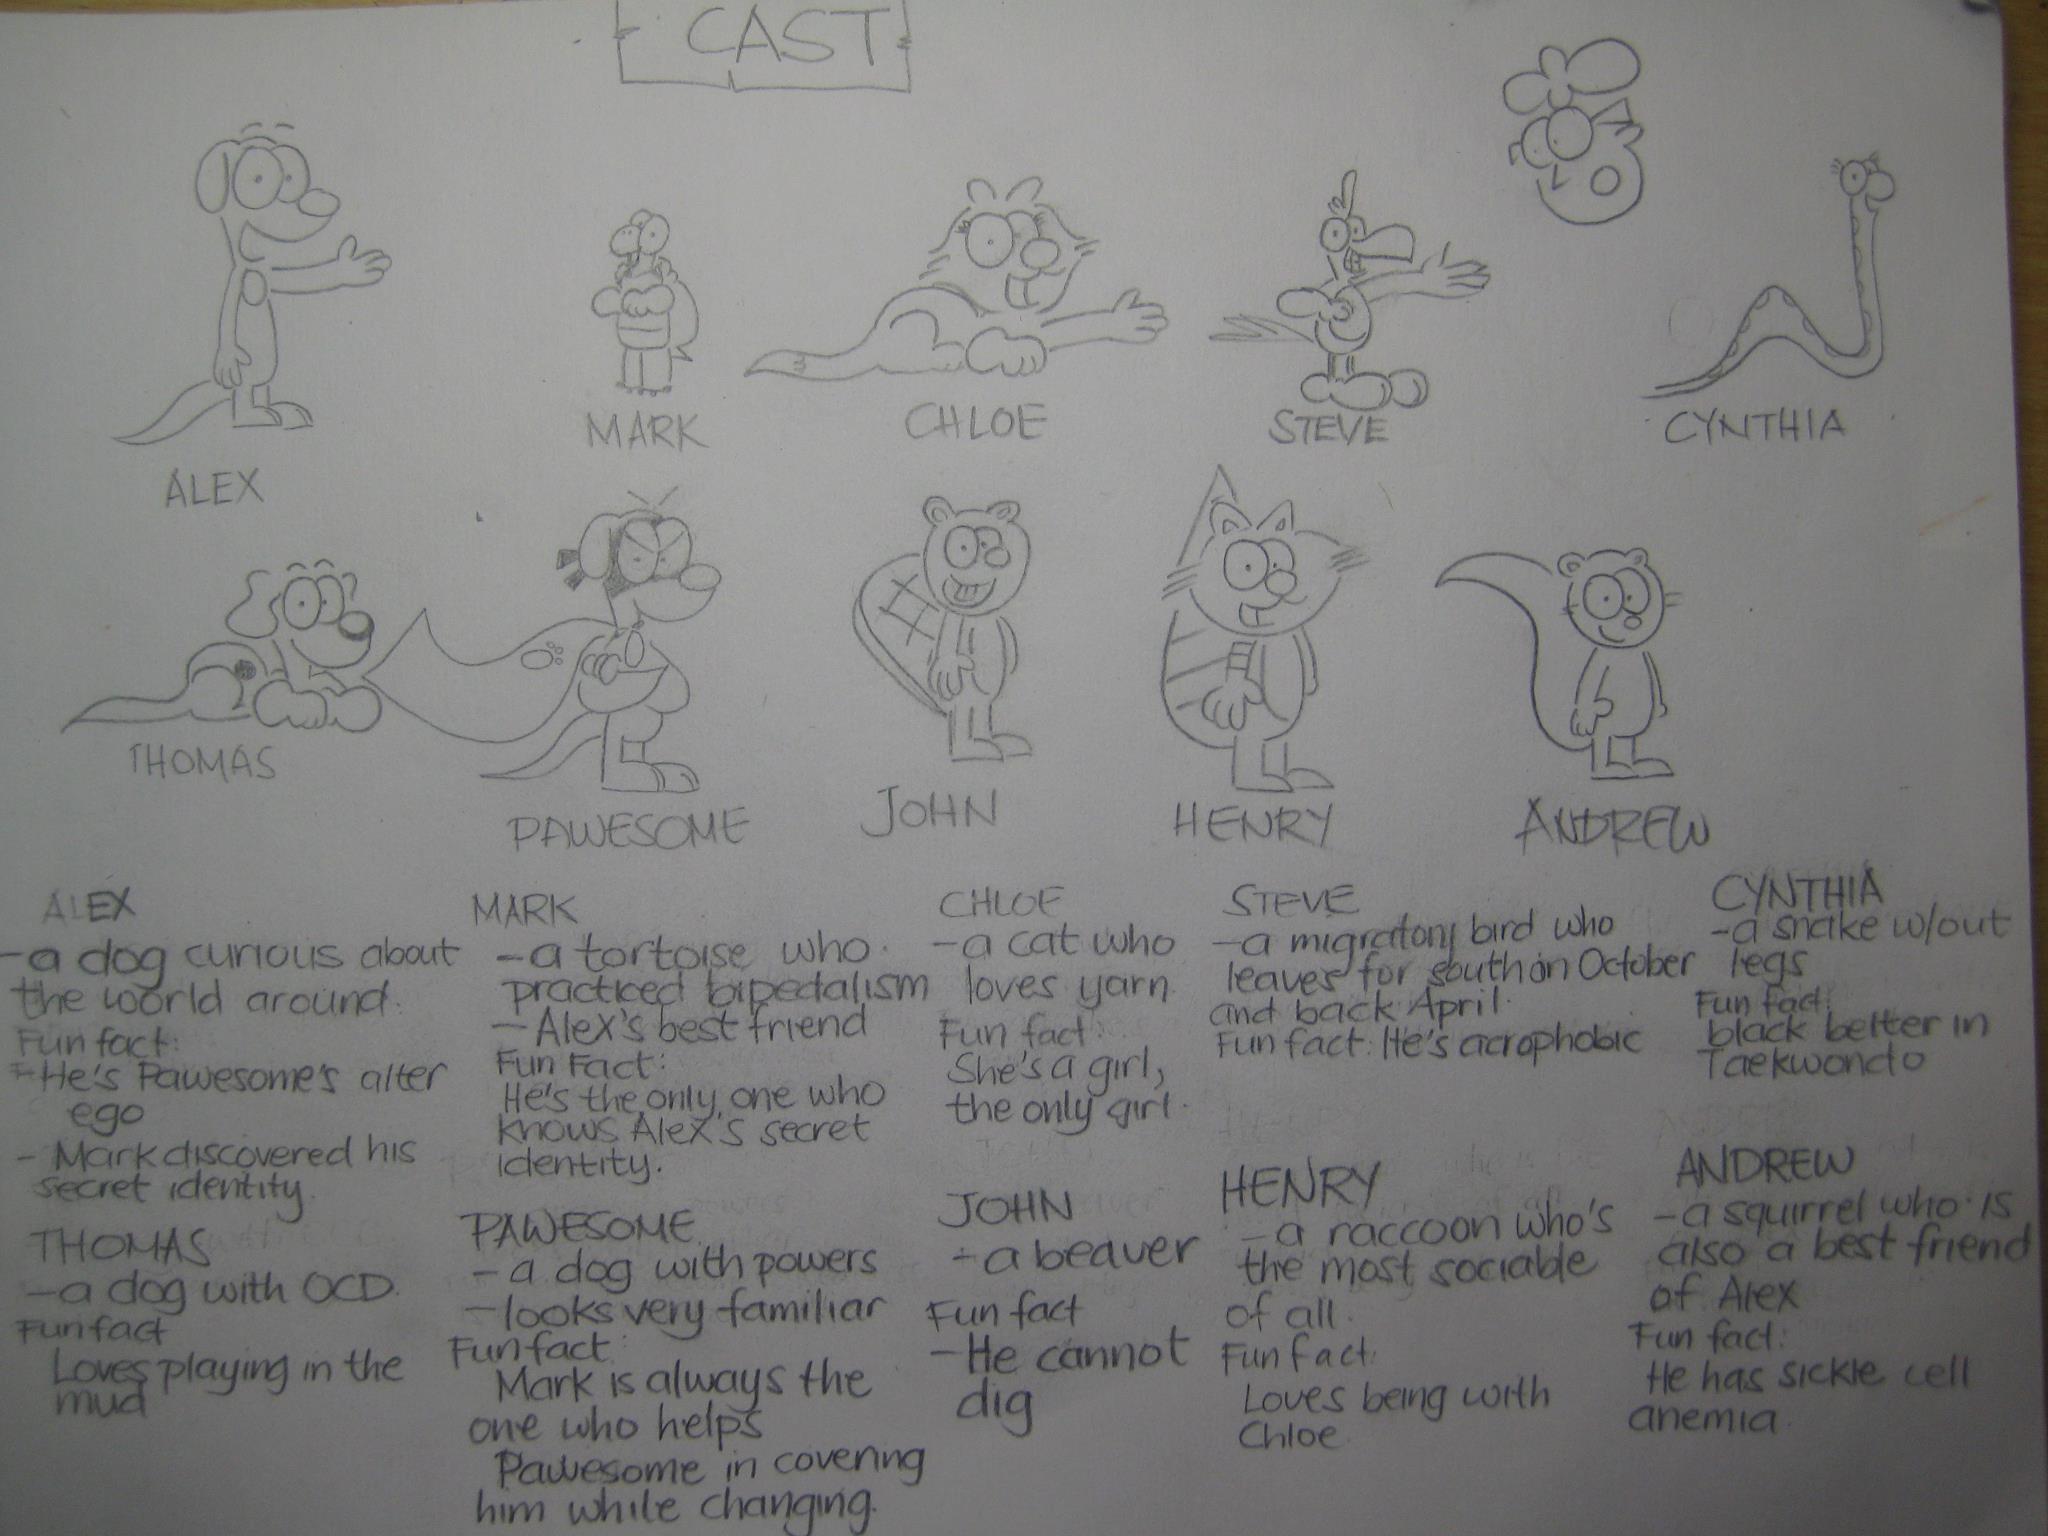 CAST
ALEX
MARK
CHLOE
STEVE
CYNTHIA
THOMAS
PAWESOME
JOHN
HENRY
ANDREW
ALEX
- a dog curious about
the world around.
Fun fact:
- He's Pawesome's alter
ego
- Mark discovered his
secret identity.
MARK
- a tortoise who
practiced bipedalism
- Alex's best friend
Fun Fact:
He's the only one who
knows Alex's secret
identity.
CHLOE
- a cat who
loves yarn.
Fun fact:
She's a girl,
the only girl.
STEVE
- a migratory bird who
leaves for south on October
and back April.
Fun fact: He's acrophobic
CYNTHIA
- a snake w/out
legs
Fun fact:
black belter in
Taekwondo
THOMAS
- a dog with OCD.
Fun fact
Loves playing in the
mud
PAWESOME
- a dog with powers
- looks very familiar
Fun fact:
Mark is always the
one who helps
Pawesome in covering
him while changing.
JOHN
- a beaver
Fun fact
- He cannot
dig
HENRY
- a raccoon who's
the most sociable
of all.
Fun fact:
Loves being with
Chloe
ANDREW
- a squirrel who is
also a best friend
of Alex
Fun fact:
He has sickle cell
anemia.